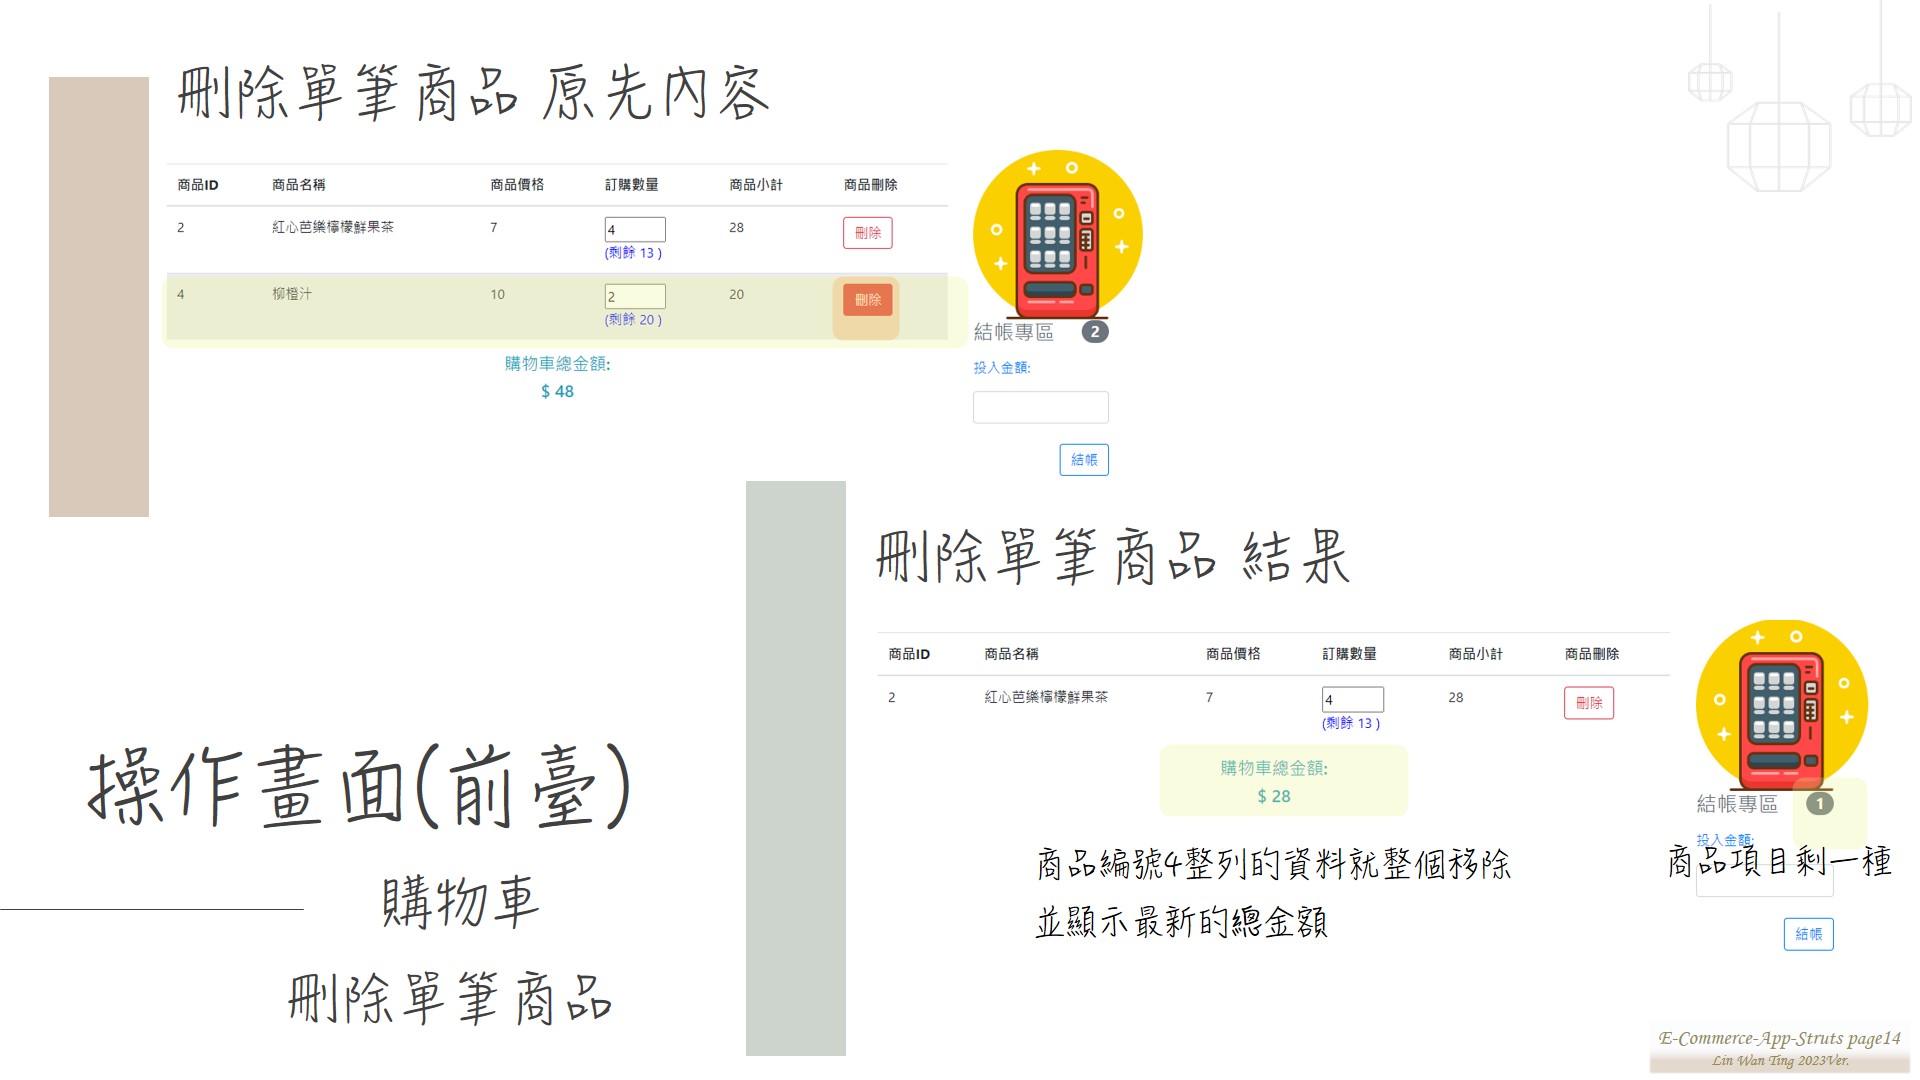 刪除單筆商品 原先內容
商品ID 商品名稱 商品價格 訂購數量 商品小計 商品刪除
2 紅心芭樂檸檬鮮果茶 7 4 28 刪除
(剩餘 13 )
4 柳橙汁 10 2 20 刪除
(剩餘 20 )
購物車總金額:
$ 48
結帳專區 2
投入金額:
結帳
刪除單筆商品 結果
商品ID 商品名稱 商品價格 訂購數量 商品小計 商品刪除
2 紅心芭樂檸檬鮮果茶 7 4 28 刪除
(剩餘 13 )
購物車總金額:
$ 28
結帳專區 1
投入金額:
商品項目剩一種
結帳
商品編號4整列的資料就整個移除
並顯示最新的總金額
操作畫面(前臺)
購物車
刪除單筆商品
E-Commerce-App-Struts page14
Lin Wan Ting 2023Ver.